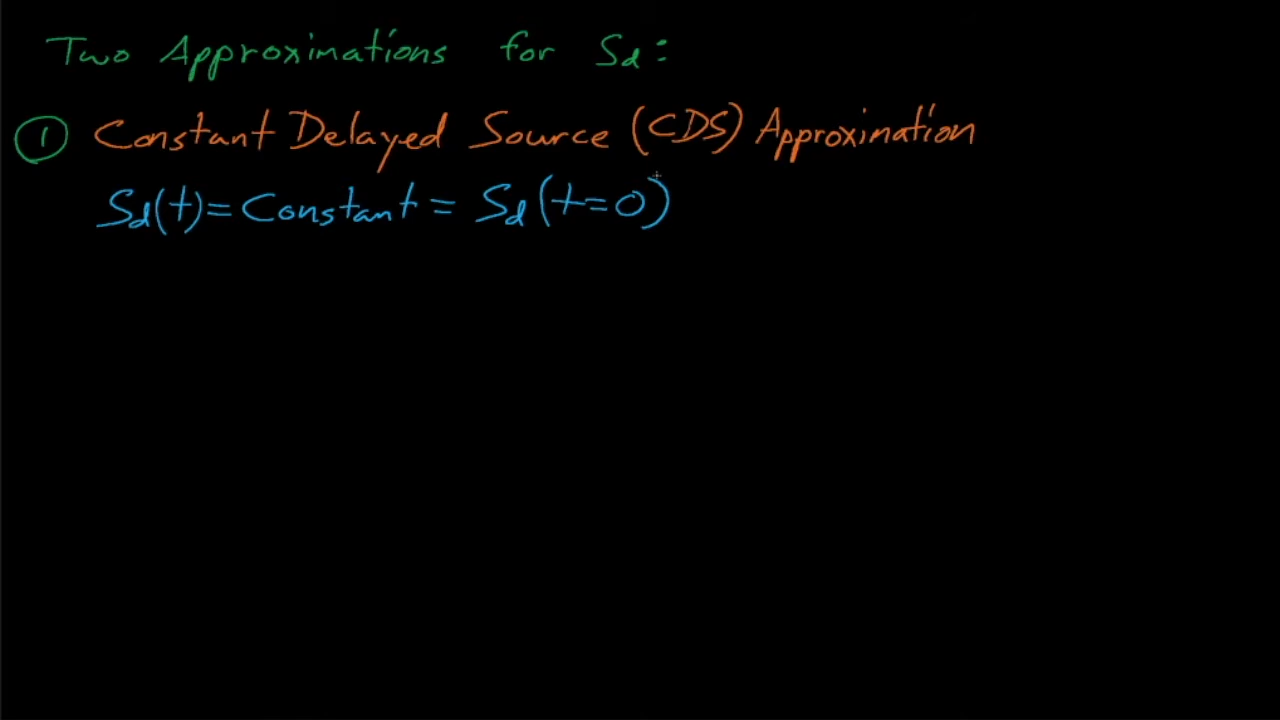 Two Approximations for Sd:
① Constant Delayed Source (CDS) Approximation
Sd(t) = Constant = Sd(t=0)